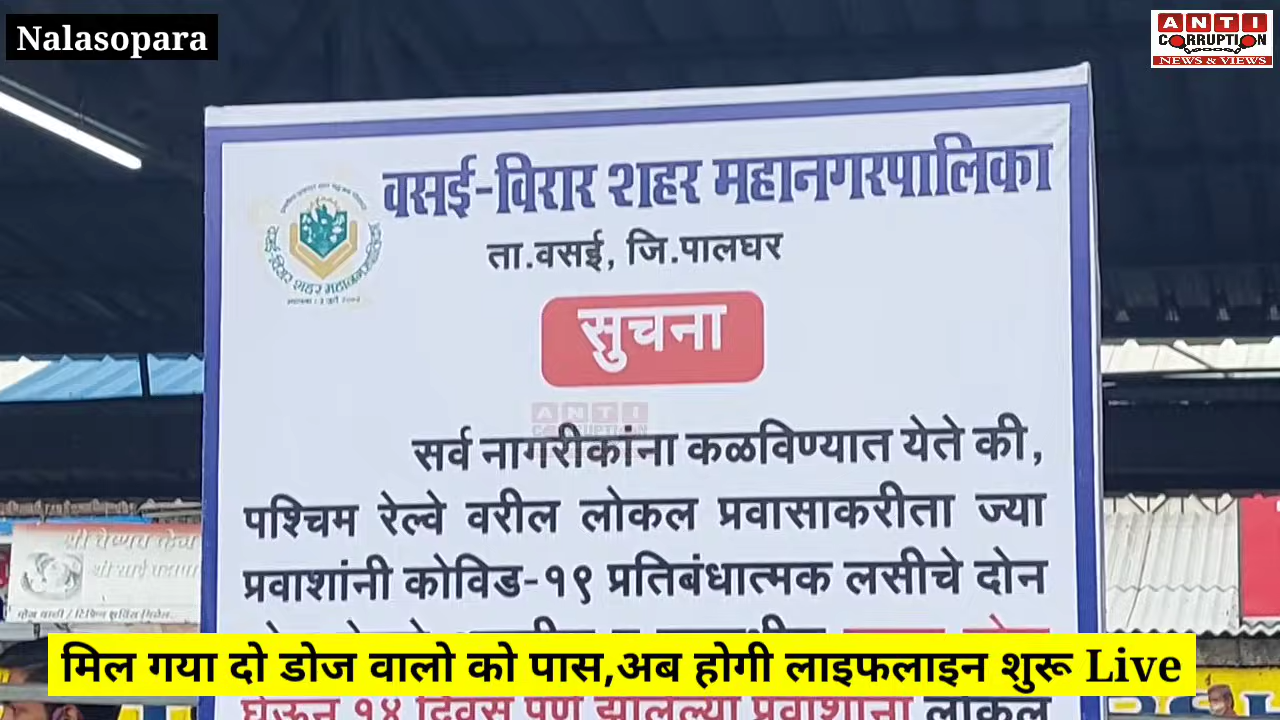 Nalasopara
ANTI
CORRUPTION
NEWS & VIEWS
वसई-विरार शहर महानगरपालिका
ता.वसई, जि.पालघर
सुचना
सर्व नागरीकांना कळविण्यात येते की,
पश्चिम रेल्वे वरील लोकल प्रवासाकरीता ज्या
प्रवाशांनी कोविड-१९ प्रतिबंधात्मक लसीचे दोन
मिल गया दो डोज वालो को पास,अब होगी लाइफलाइन शुरू Live
घेऊन १४ दिवस पूर्ण झालेल्या प्रवाशांना लोकल